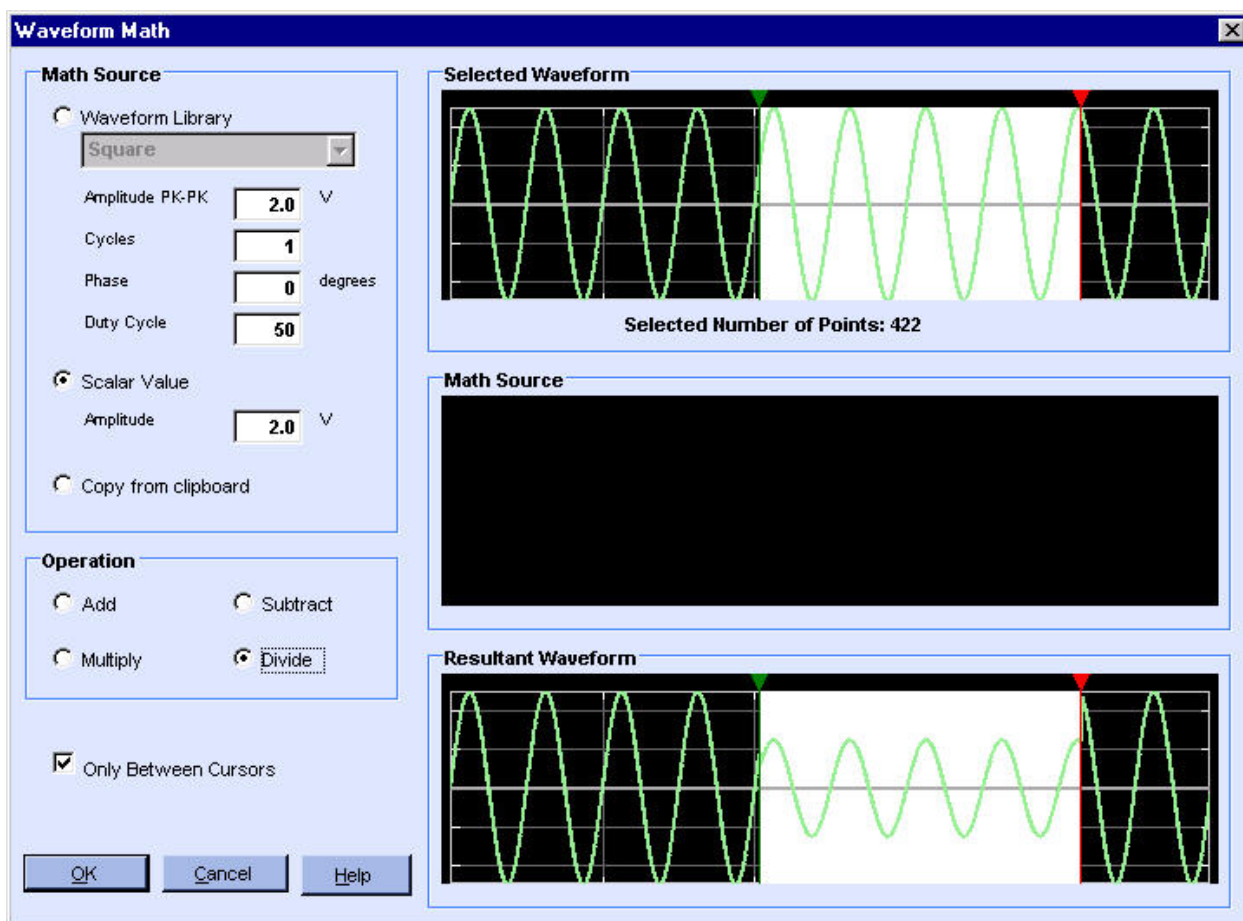 Waveform Math
Math Source
Waveform Library
Square
Amplitude PK-PK 2.0 V
Cycles 1
Phase 0 degrees
Duty Cycle 50
Scalar Value
Amplitude 2.0 V
Copy from clipboard
Operation
Add Subtract
Multiply Divide
Only Between Cursors
OK Cancel Help
Selected Waveform
Selected Number of Points: 422
Math Source
Resultant Waveform